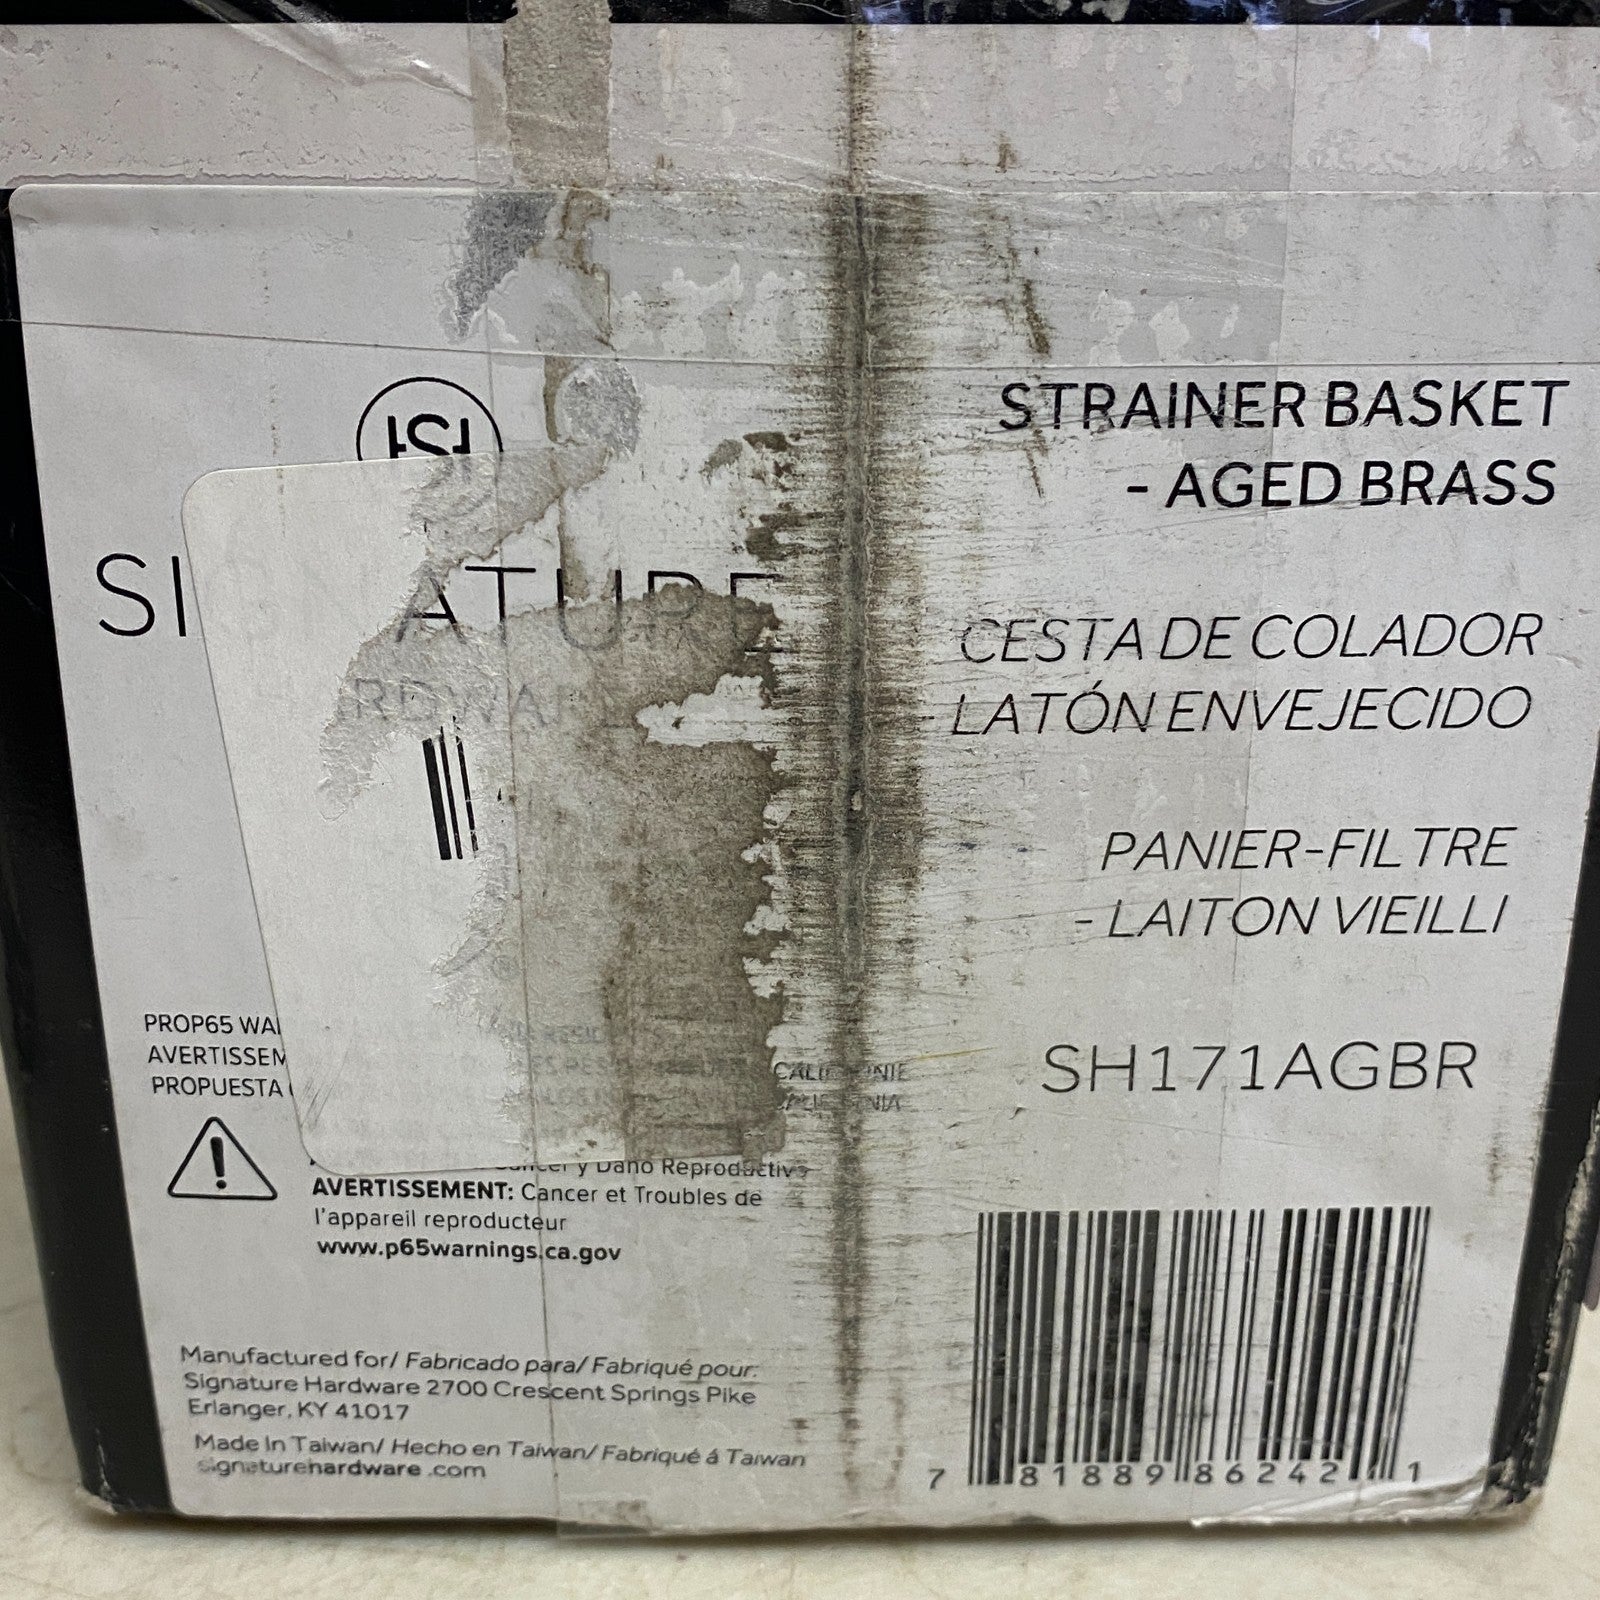 STRAINER BASKET
- AGED BRASS
SI ATURE
CESTA DE COLADOR
LATÓN ENVEJECIDO
PANIER-FILTRE
- LAITON VIEILLI
SH171AGBR
PROP65 WA
AVERTISSEM
PROPUESTA
Cancer y Daño Reproductivo
AVERTISSEMENT: Cancer et Troubles de
l'appareil reproducteur
www.p65warnings.ca.gov
Manufactured for/ Fabricado para/ Fabriqué pour:
Signature Hardware 2700 Crescent Springs Pike
Erlanger, KY 41017
Made In Taiwan/ Hecho en Taiwan/ Fabriqué á Taiwan
signaturehardware.com
7 81889 86242 1